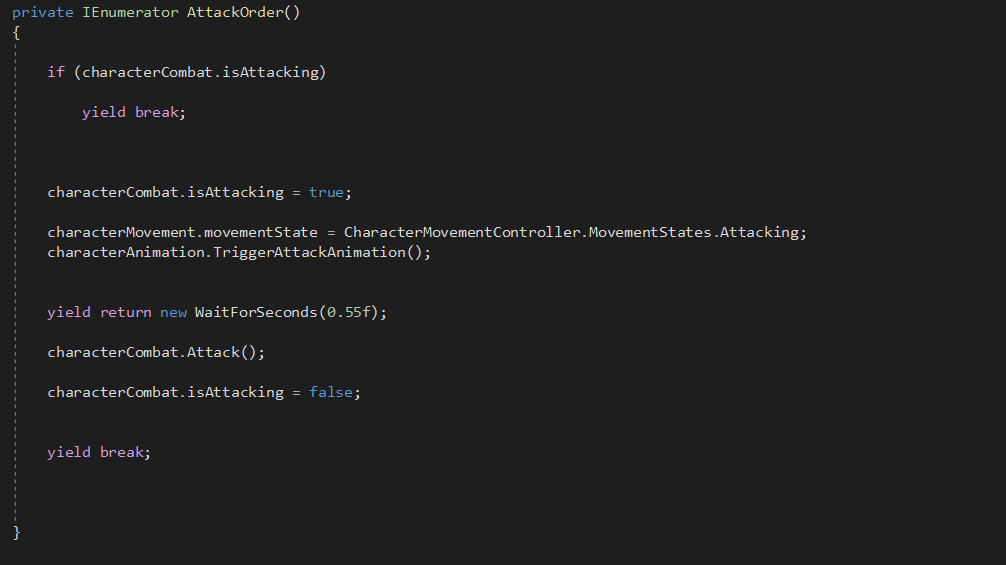 private IEnumerator AttackOrder()
{
if (characterCombat.isAttacking)
yield break;
characterCombat.isAttacking = true;
characterMovement.movementState = CharacterMovementController.MovementStates.Attacking;
characterAnimation.TriggerAttackAnimation();
yield return new WaitForSeconds(0.55f);
characterCombat.Attack();
characterCombat.isAttacking = false;
yield break;
}